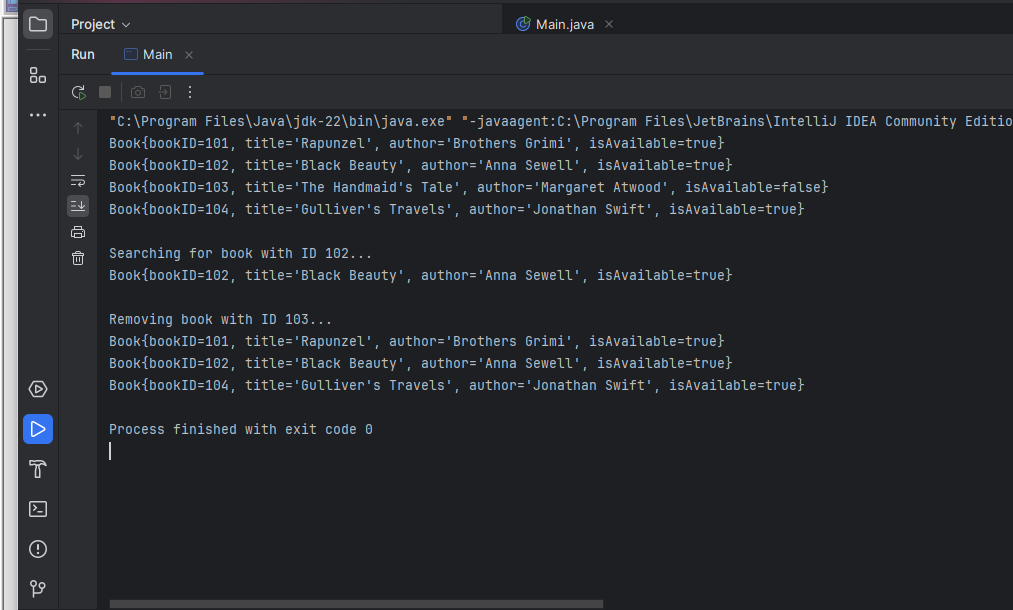 Project
Main.java
Run
Main
"C:\Program Files\Java\jdk-22\bin\java.exe" "-javaagent:C:\Program Files\JetBrains\IntelliJ IDEA Community Editio
Book{bookID=101, title='Rapunzel', author='Brothers Grimi', isAvailable=true}
Book{bookID=102, title='Black Beauty', author='Anna Sewell', isAvailable=true}
Book{bookID=103, title='The Handmaid's Tale', author='Margaret Atwood', isAvailable=false}
Book{bookID=104, title='Gulliver's Travels', author='Jonathan Swift', isAvailable=true}
Searching for book with ID 102...
Book{bookID=102, title='Black Beauty', author='Anna Sewell', isAvailable=true}
Removing book with ID 103...
Book{bookID=101, title='Rapunzel', author='Brothers Grimi', isAvailable=true}
Book{bookID=102, title='Black Beauty', author='Anna Sewell', isAvailable=true}
Book{bookID=104, title='Gulliver's Travels', author='Jonathan Swift', isAvailable=true}
Process finished with exit code 0